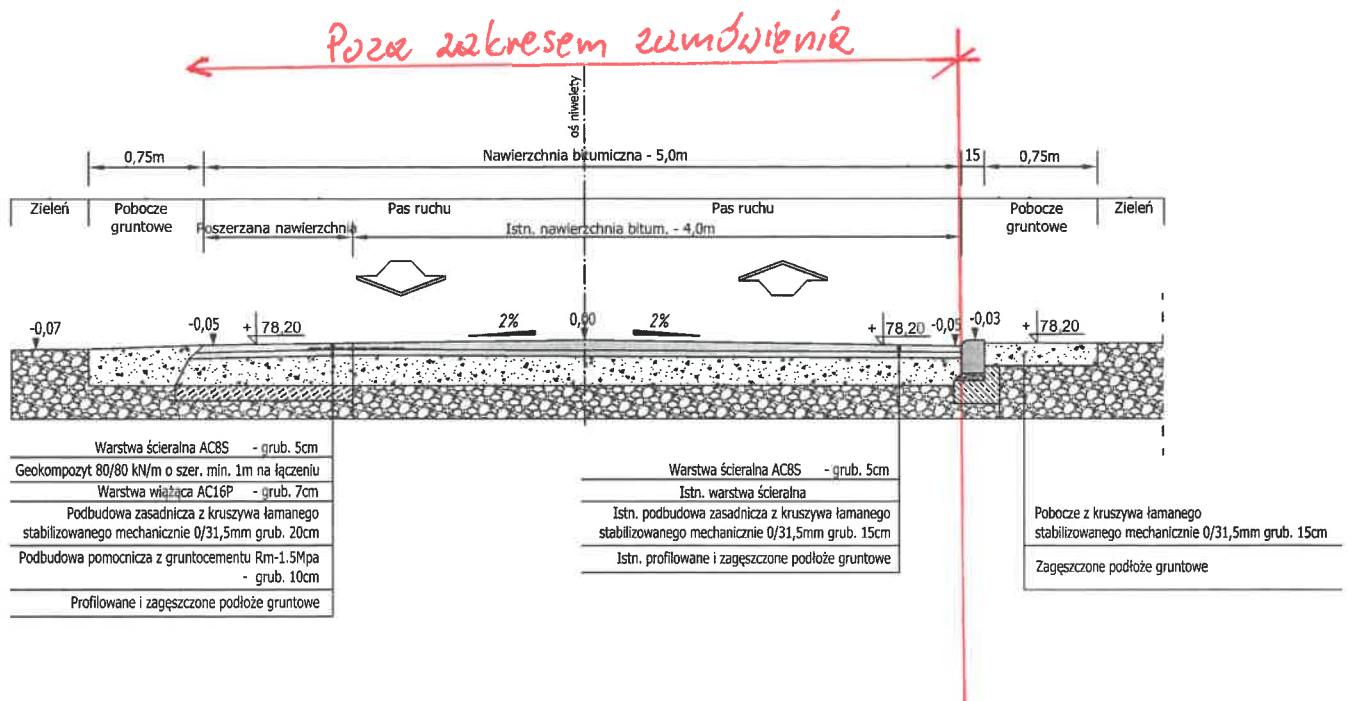 Poza zakresem zamówienia
oś niwelety
0,75m
Nawierzchnia bitumiczna - 5,0m
15
0,75m
Zieleń
Pobocze
gruntowe
Pas ruchu
Pas ruchu
Pobocze
gruntowe
Zieleń
Poszerzana nawierzchnia
Istn. nawierzchnia bitum. - 4,0m
-0,07
-0,05
+ 78,20
2%
0,00
2%
+ 78,20
-0,05
-0,03
+ 78,20
Warstwa ścieralna AC8S - grub. 5cm
Geokompozyt 80/80 kN/m o szer. min. 1m na łączeniu
Warstwa wiążąca AC16P - grub. 7cm
Podbudowa zasadnicza z kruszywa łamanego
stabilizowanego mechanicznie 0/31,5mm grub. 20cm
Podbudowa pomocnicza z gruntocementu Rm-1.5Mpa
- grub. 10cm
Profilowane i zagęszczone podłoże gruntowe
Warstwa ścieralna AC8S - grub. 5cm
Istn. warstwa ścieralna
Istn. podbudowa zasadnicza z kruszywa łamanego
stabilizowanego mechanicznie 0/31,5mm grub. 15cm
Istn. profilowane i zagęszczone podłoże gruntowe
Pobocze z kruszywa łamanego
stabilizowanego mechanicznie 0/31,5mm grub. 15cm
Zagęszczone podłoże gruntowe